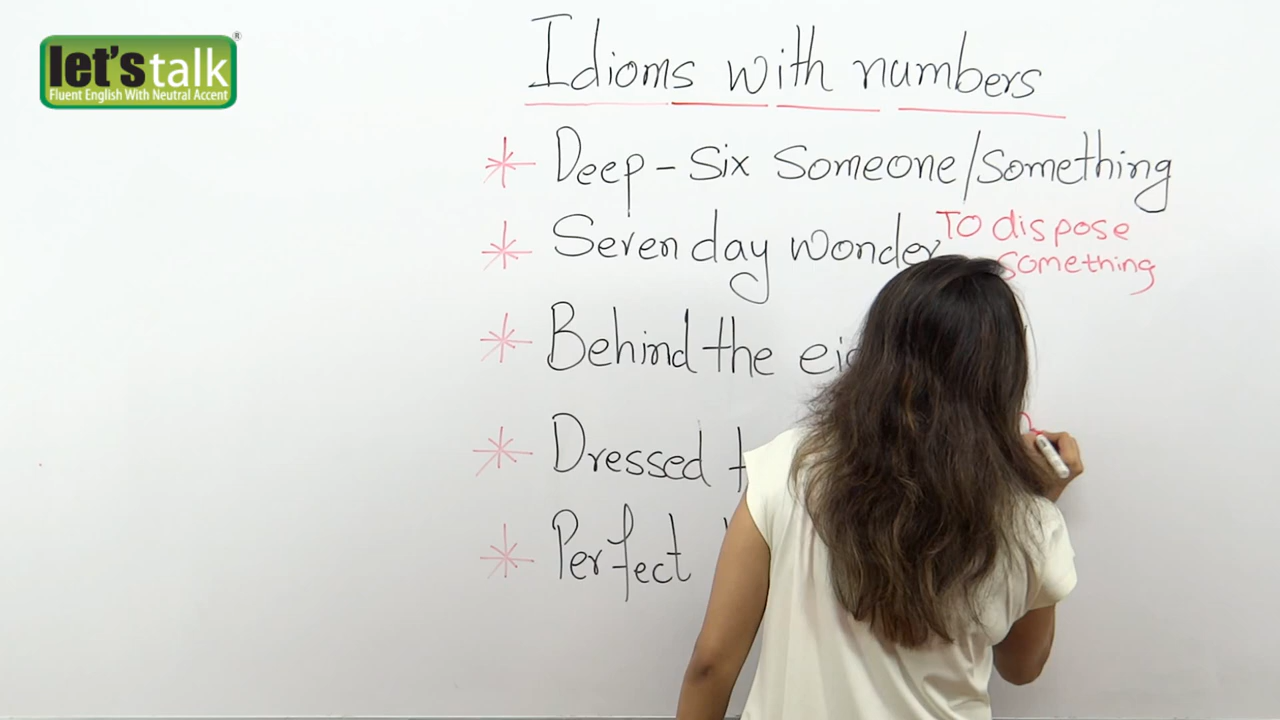 let's talk
Fluent English With Neutral Accent
Idioms with numbers
Deep-six someone/something
Seven day wonder
To dispose
something
Behind the
Dressed
Perfect